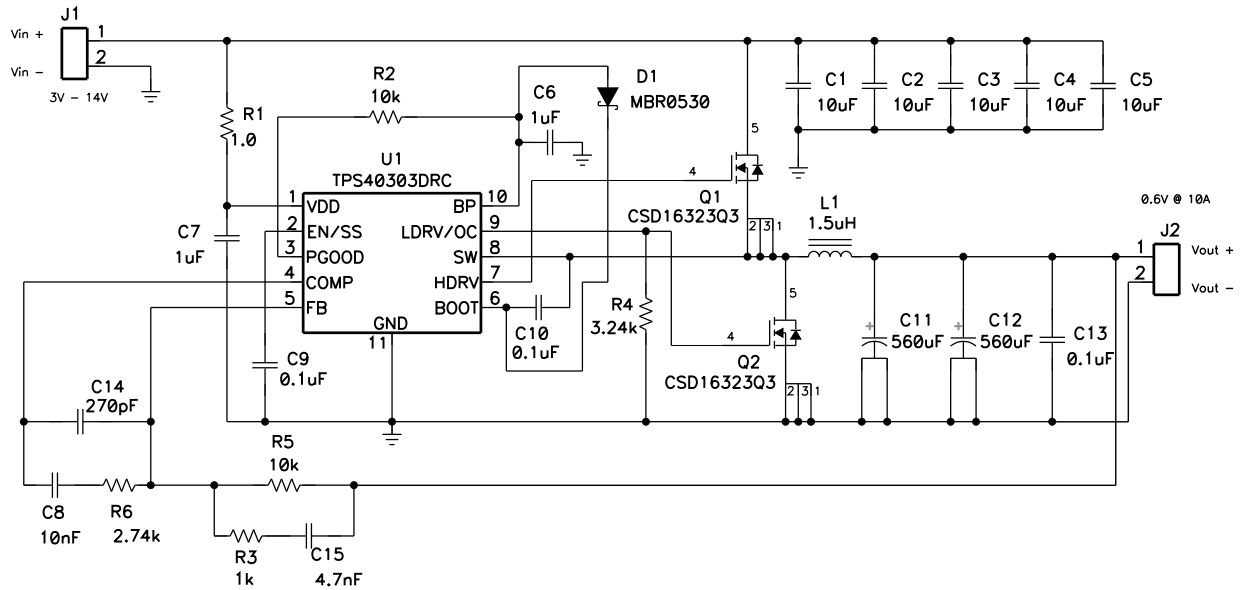 J1
Vin +
1
2
Vin -
3V - 14V
R1
1.0
R2
10k
C6
1uF
D1
MBR0530
C1
10uF
C2
10uF
C3
10uF
C4
10uF
C5
10uF
5
4
Q1
CSD16323Q3
2 3 1
U1
TPS40303DRC
1 VDD
2 EN/SS
3 PGOOD
4 COMP
5 FB
BP 10
LDRV/OC 9
SW 8
HDRV 7
BOOT 6
GND
11
C7
1uF
C9
0.1uF
C10
0.1uF
R4
3.24k
L1
1.5uH
5
4
Q2
CSD16323Q3
2 3 1
0.6V @ 10A
J2
1
2
Vout +
Vout -
+
C11
560uF
+
C12
560uF
C13
0.1uF
C14
270pF
C8
10nF
R6
2.74k
R5
10k
R3
1k
C15
4.7nF